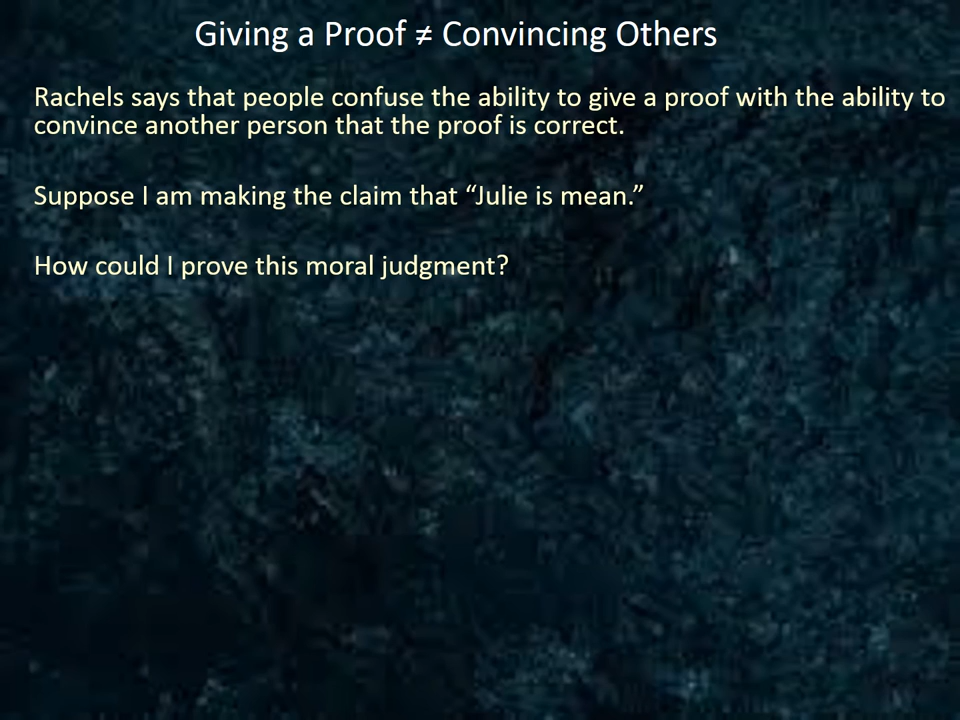 Giving a Proof ≠ Convincing Others
Rachels says that people confuse the ability to give a proof with the ability to
convince another person that the proof is correct.
Suppose I am making the claim that “Julie is mean.”
How could I prove this moral judgment?